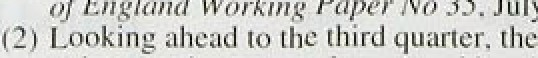 of England Working Paper No 35, July
(2) Looking ahead to the third quarter, the